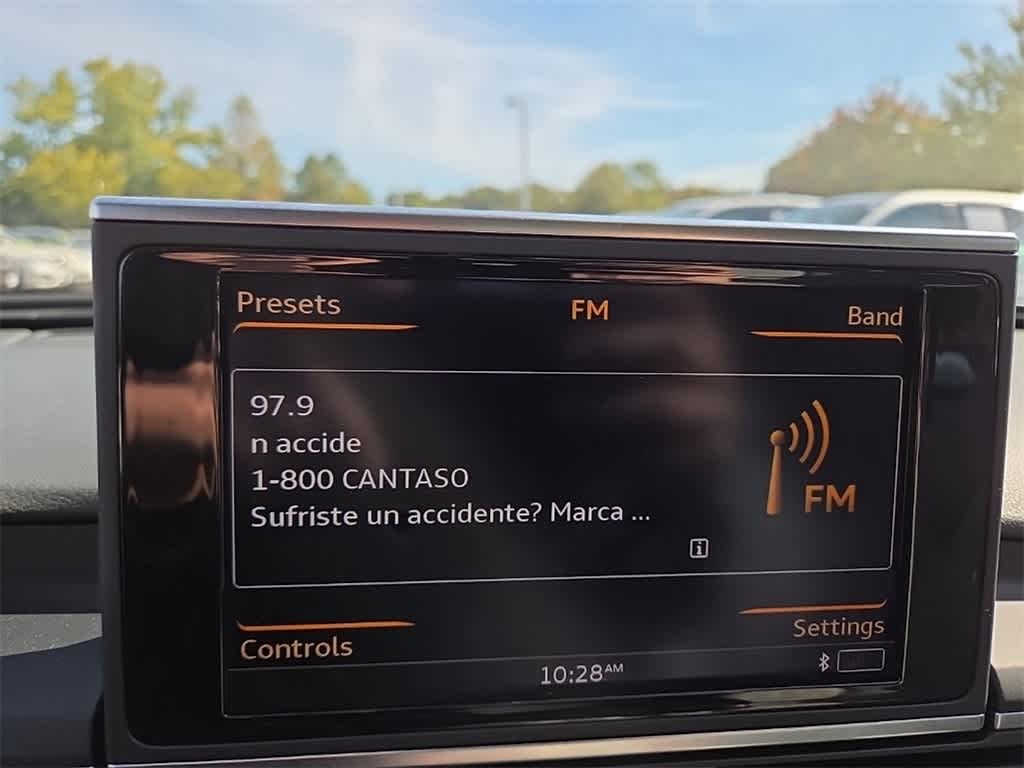 Presets FM Band
97.9
n accide
1-800 CANTASO
Sufriste un accidente? Marca ...
FM
i
Controls Settings
10:28AM